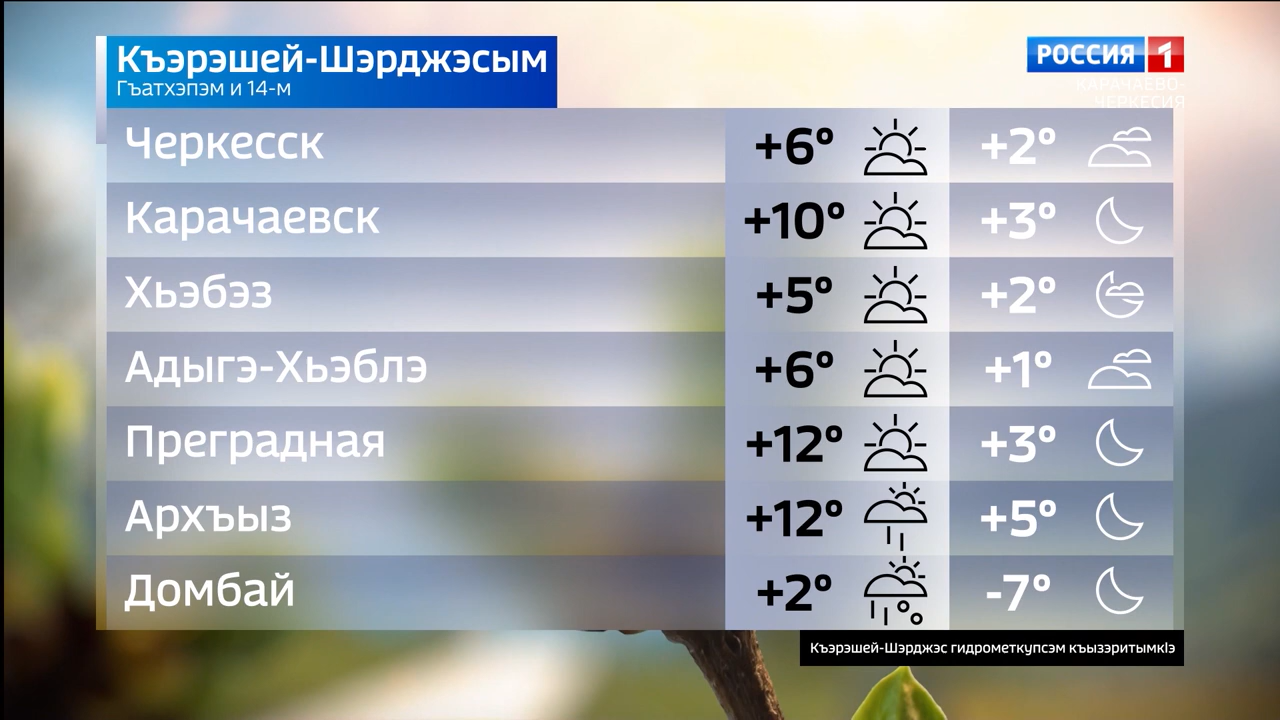 Къэрэшей-Шэрджэсым
Гъатхэпэм и 14-м
РОССИЯ 1
КАРАЧАЕВО-
ЧЕРКЕСИЯ
Черкесск +6° +2°
Карачаевск +10° +3°
Хьэбэз +5° +2°
Адыгэ-Хьэблэ +6° +1°
Преградная +12° +3°
Архъыз +12° +5°
Домбай +2° -7°
Къэрэшей-Шэрджэс гидрометкупсэм къызэритымкIэ